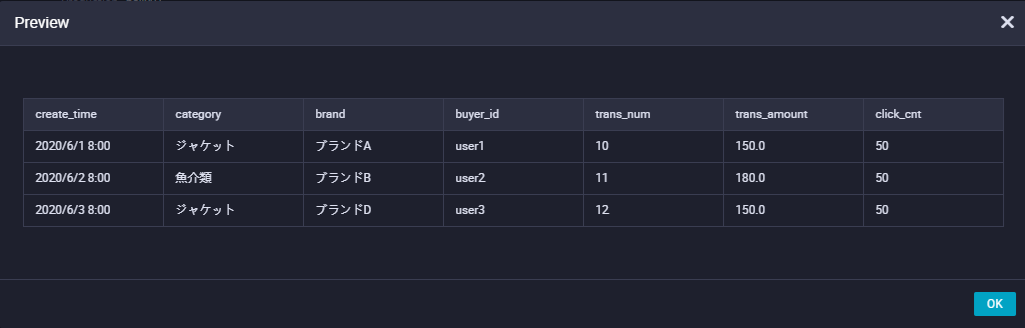 Preview
create_time category brand buyer_id trans_num trans_amount click_cnt
2020/6/1 8:00 ジャケット ブランドA user1 10 150.0 50
2020/6/2 8:00 魚介類 ブランドB user2 11 180.0 50
2020/6/3 8:00 ジャケット ブランドD user3 12 150.0 50
OK